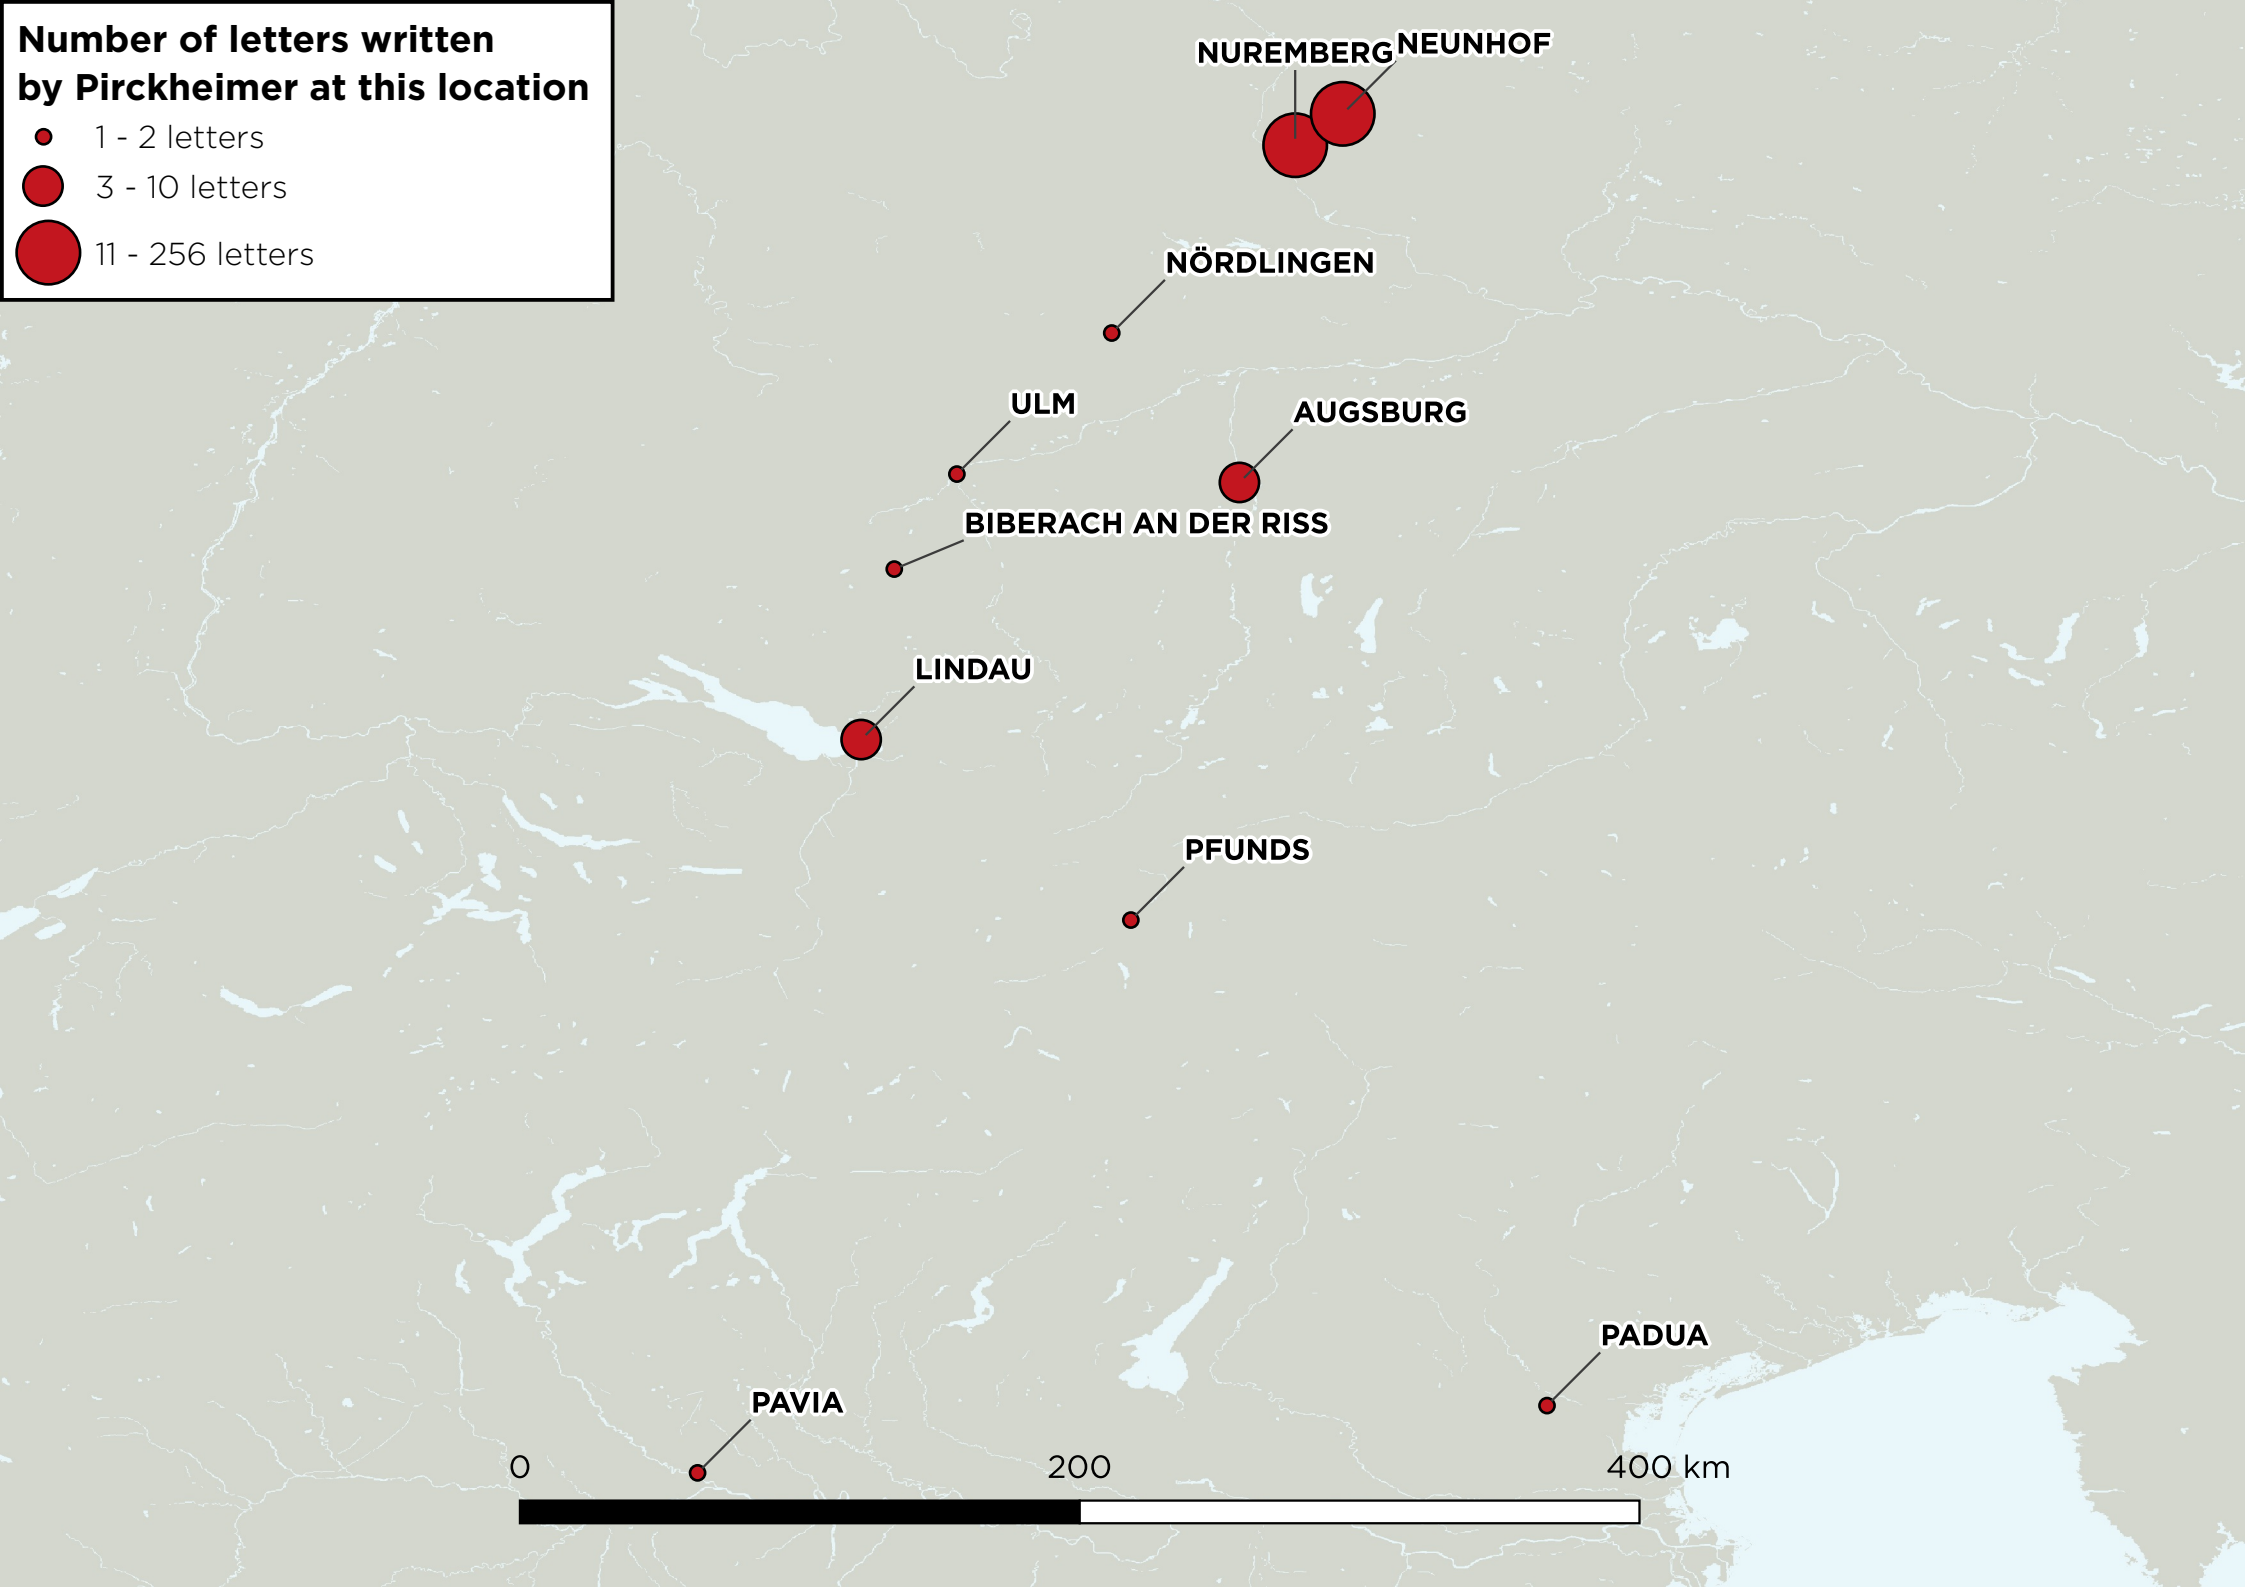 Number of letters written
by Pirckheimer at this location
1 - 2 letters
3 - 10 letters
11 - 256 letters
NUREMBERG
NEUNHOF
NÖRDLINGEN
ULM
AUGSBURG
BIBERACH AN DER RISS
LINDAU
PFUNDS
PADUA
PAVIA
0 200 400 km